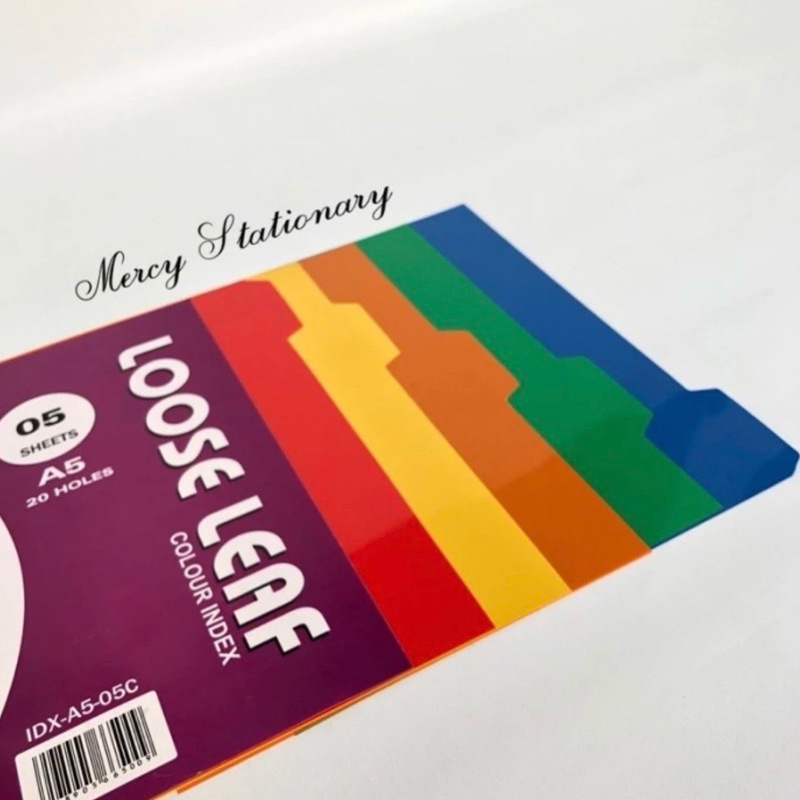 Mercy Stationary
LOOSE LEAF
COLOUR INDEX
05
SHEETS
A5
20 HOLES
IDX-A5-05C